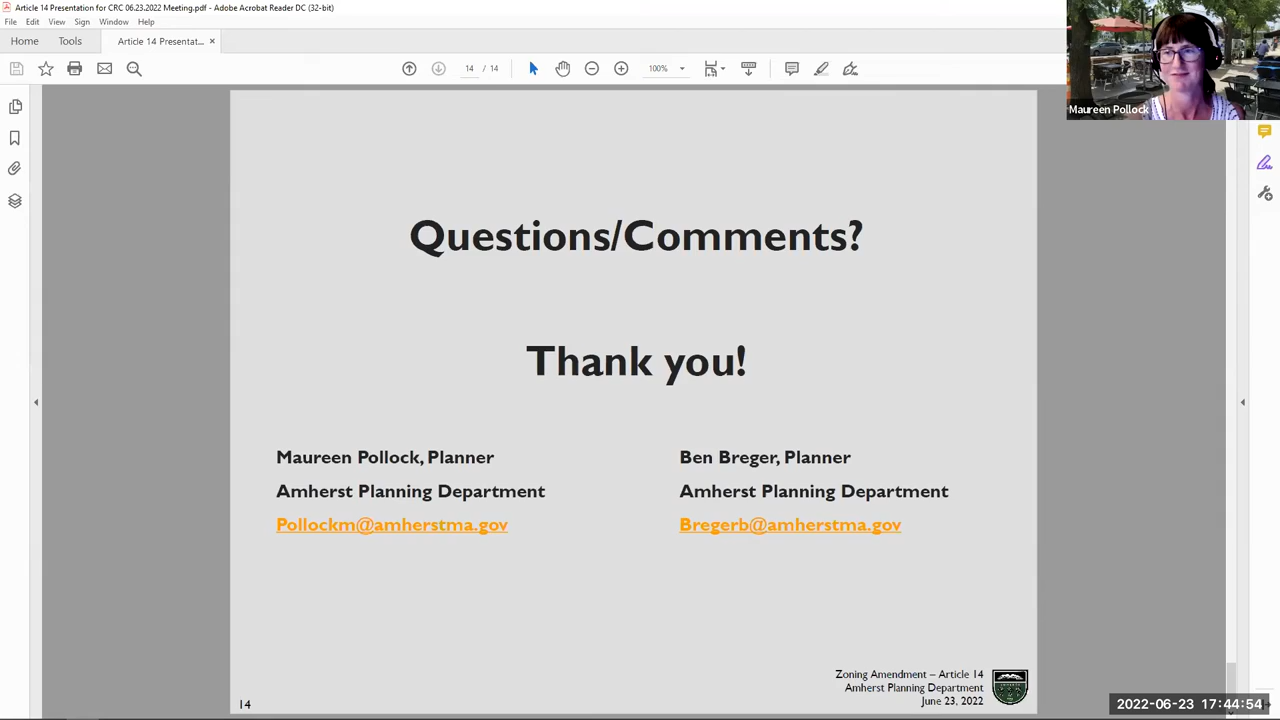 Article 14 Presentation for CRC 06.23.2022 Meeting.pdf - Adobe Acrobat Reader DC (32-bit)
File Edit View Sign Window Help
Home Tools Article 14 Presentat... ×
14 / 14 100%
Maureen Pollock
Questions/Comments?
Thank you!
Maureen Pollock, Planner
Amherst Planning Department
Pollockm@amherstma.gov
Ben Breger, Planner
Amherst Planning Department
Bregerb@amherstma.gov
Zoning Amendment – Article 14
Amherst Planning Department
June 23, 2022
14
2022-06-23 17:44:54